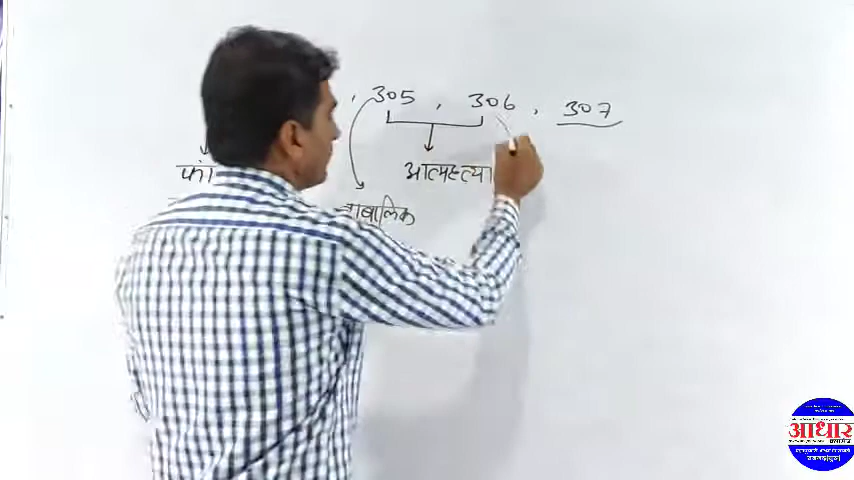 , 305 , 306 , 307
फां
आत्महत्या
नाबालिक
आधार